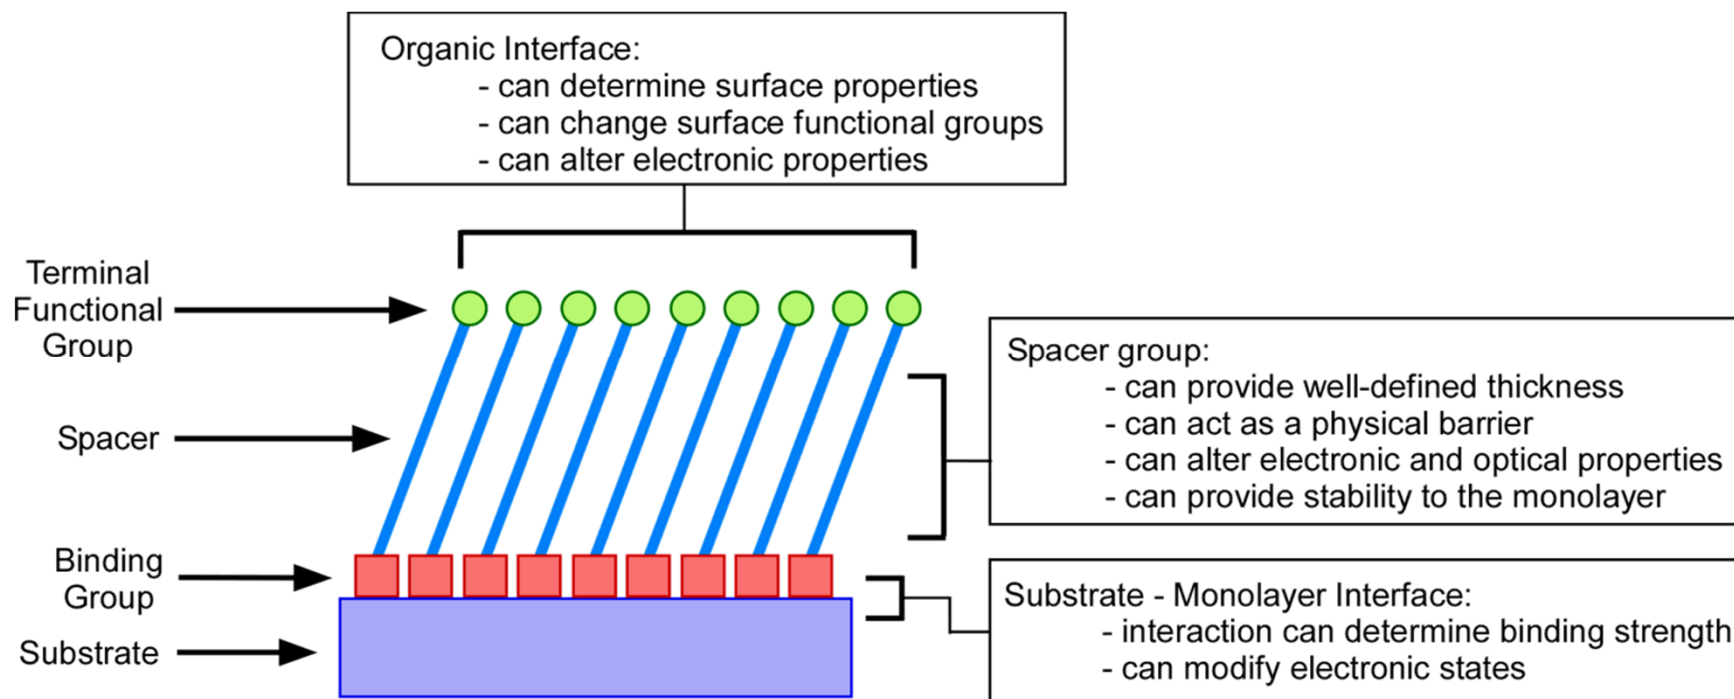 Organic Interface:
- can determine surface properties
- can change surface functional groups
- can alter electronic properties
Terminal
Functional
Group
Spacer
Binding
Group
Substrate
Spacer group:
- can provide well-defined thickness
- can act as a physical barrier
- can alter electronic and optical properties
- can provide stability to the monolayer
Substrate - Monolayer Interface:
- interaction can determine binding strength
- can modify electronic states